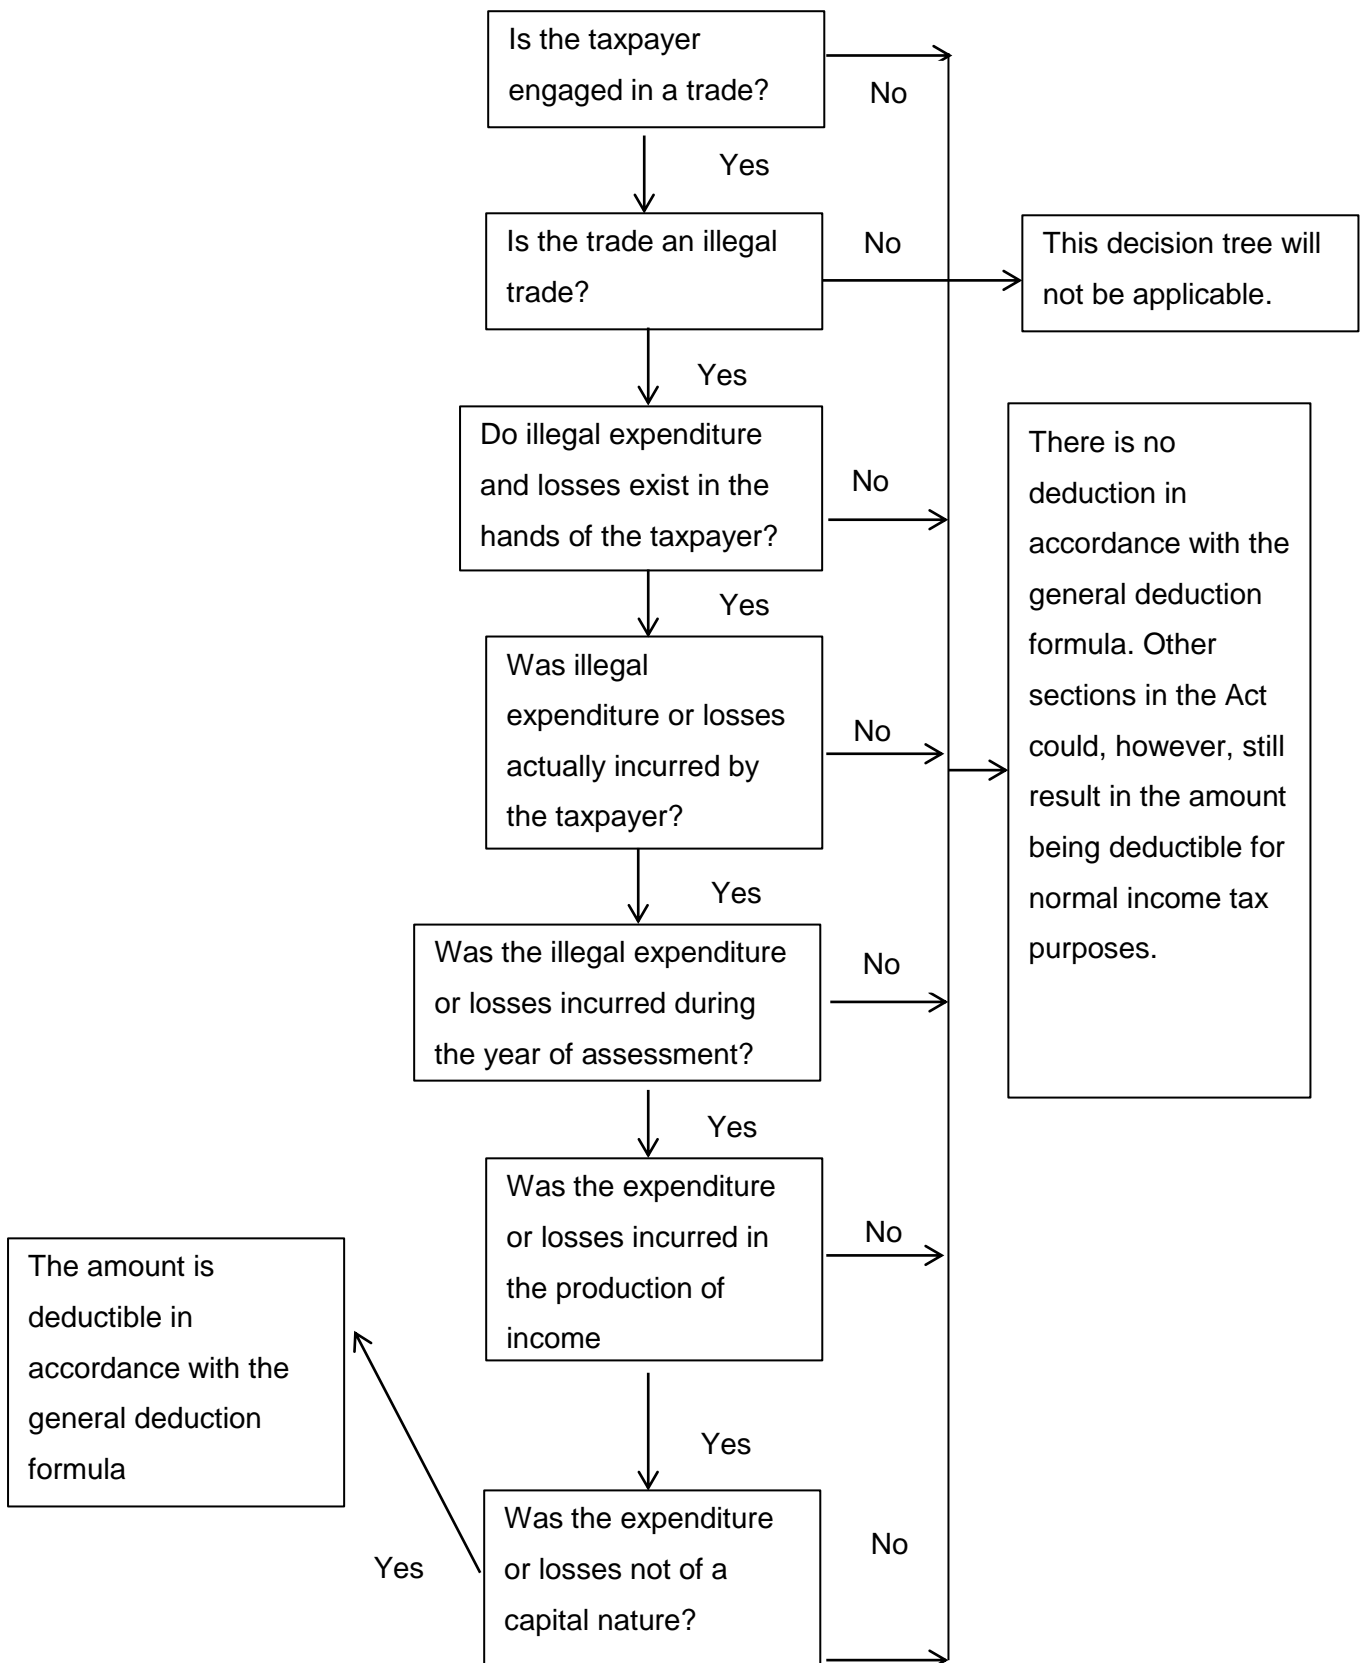 Is the taxpayer
engaged in a trade?
No
Yes
Is the trade an illegal
trade?
No
This decision tree will
not be applicable.
Yes
Do illegal expenditure
and losses exist in the
hands of the taxpayer?
No
There is no
deduction in
accordance with the
general deduction
formula. Other
sections in the Act
could, however, still
result in the amount
being deductible for
normal income tax
purposes.
Yes
Was illegal
expenditure or losses
actually incurred by
the taxpayer?
No
Yes
Was the illegal expenditure
or losses incurred during
the year of assessment?
No
Yes
Was the expenditure
or losses incurred in
the production of
income
No
The amount is
deductible in
accordance with the
general deduction
formula
Yes
Was the expenditure
or losses not of a
capital nature?
No
Yes